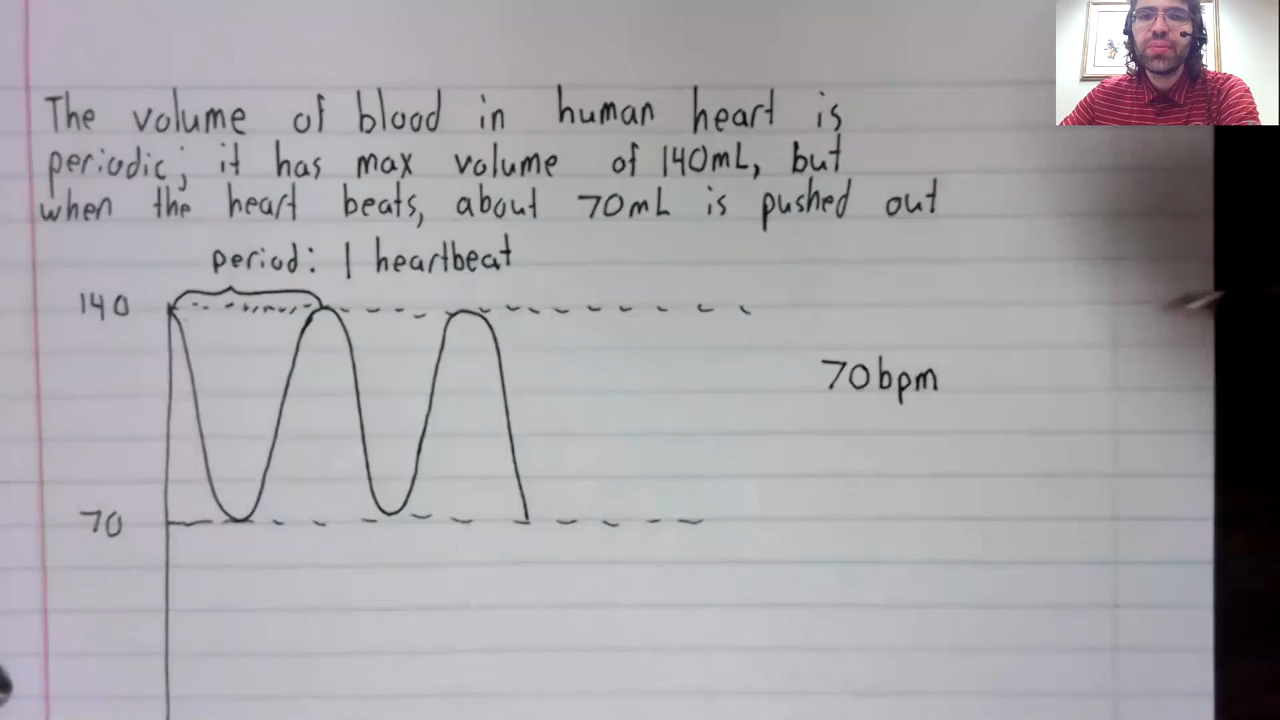 The volume of blood in human heart is
periodic; it has max volume of 140mL, but
when the heart beats, about 70mL is pushed out
period: 1 heartbeat
140
70bpm
70